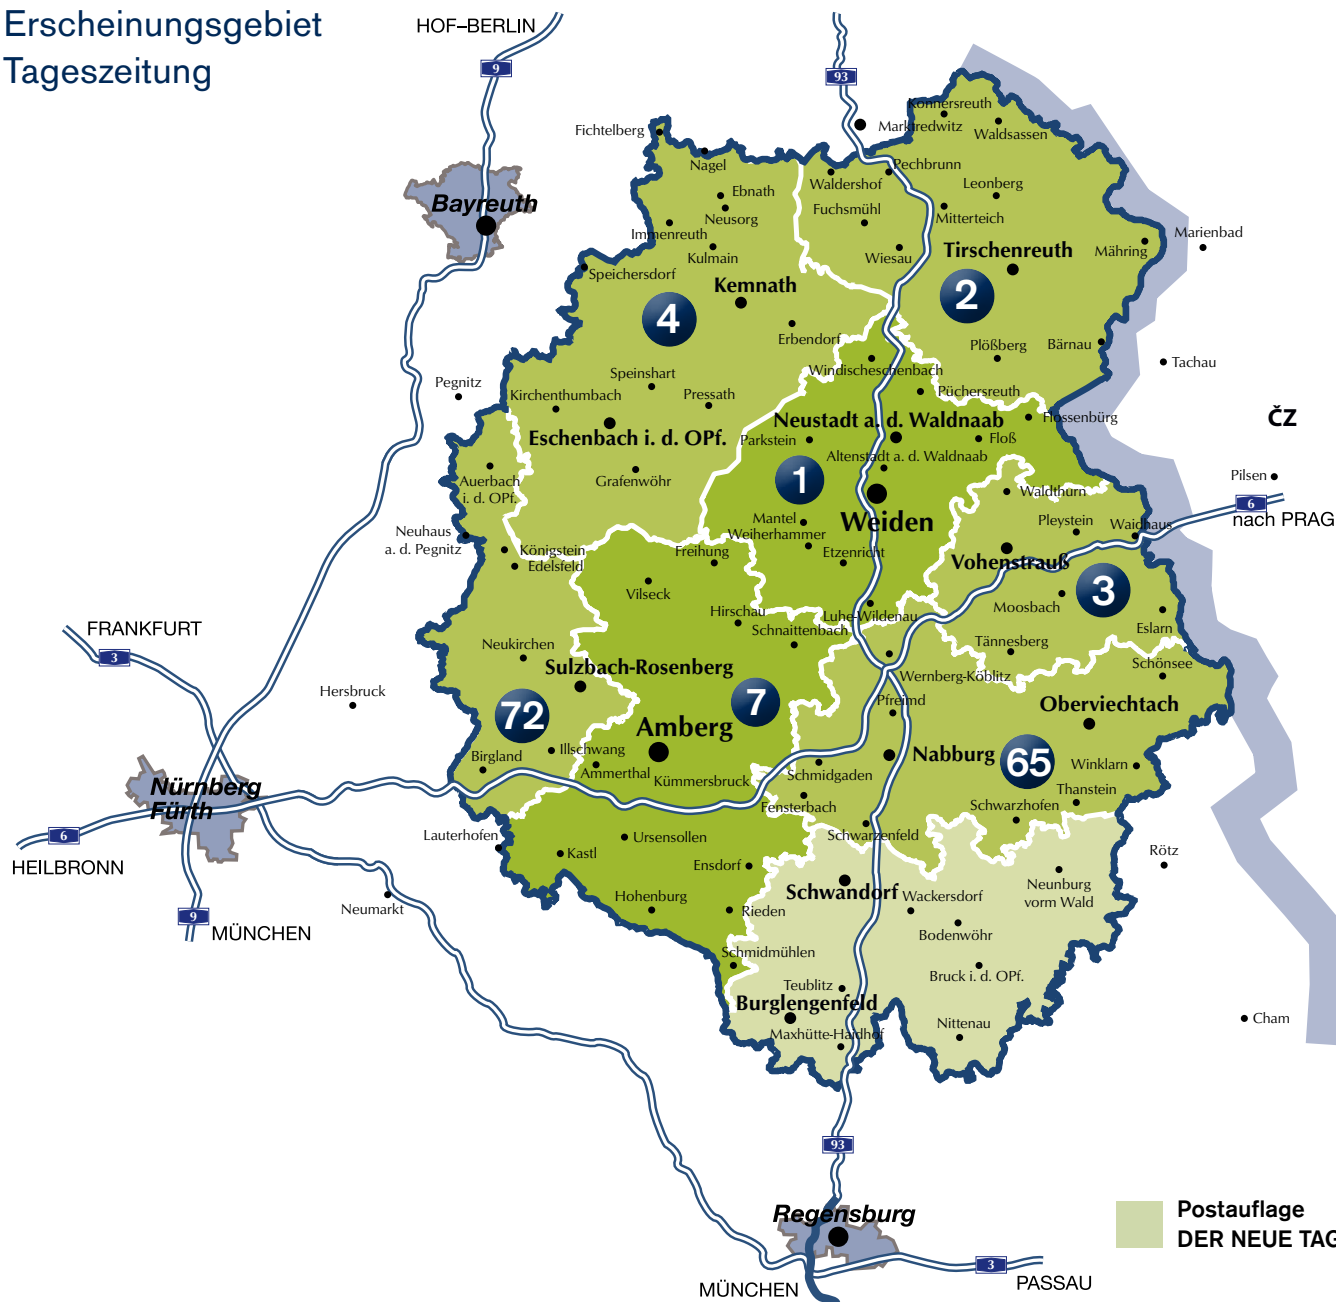 Erscheinungsgebiet
Tageszeitung
HOF–BERLIN
9
93
Konnersreuth
Marktredwitz
Waldsassen
Fichtelberg
Nagel
Pechbrunn
Waldershof
Leonberg
Ebnath
Bayreuth
Fuchsmühl
Neusorg
Mitterteich
Immenreuth
Marienbad
Kulmain
Wiesau
Tirschenreuth
Mähring
Speichersdorf
Kemnath
2
4
Erbendorf
Plößberg
Bärnau
Tachau
Windischeschenbach
Speinshart
Pegnitz
Kirchenthumbach
Pressath
Püchersreuth
Neustadt a. d. Waldnaab
Flossenbürg
ČZ
Eschenbach i. d. OPf.
Parkstein
Floß
Altenstadt a. d. Waldnaab
Auerbach
i. d. OPf.
Grafenwöhr
1
Pilsen
Waldthurn
6
nach PRAG
Mantel
Weiden
Pleystein
Waidhaus
Neuhaus
a. d. Pegnitz
Weiherhammer
Königstein
Freihung
Etzenricht
Edelsfeld
Vohenstrauß
Vilseck
3
Hirschau
Luhe-Wildenau
Moosbach
FRANKFURT
3
Schnaittenbach
Eslarn
Neukirchen
Tännesberg
Sulzbach-Rosenberg
Schönsee
Wernberg-Köblitz
Hersbruck
7
Pfreimd
Oberviechtach
72
Amberg
Illschwang
Birgland
Nabburg
65
Winklarn
Ammerthal
Kümmersbruck
Schmidgaden
Nürnberg
Fürth
Thanstein
Fensterbach
Schwarzhofen
6
Lauterhofen
Ursensollen
Schwarzenfeld
HEILBRONN
Kastl
Ensdorf
Rötz
Schwandorf
Neunburg
vorm Wald
Hohenburg
Wackersdorf
Neumarkt
Rieden
9
MÜNCHEN
Bodenwöhr
Schmidmühlen
Bruck i. d. OPf.
Teublitz
Burglengenfeld
Cham
Nittenau
Maxhütte-Haidhof
93
Regensburg
Postauflage
DER NEUE TAG
3
MÜNCHEN
PASSAU